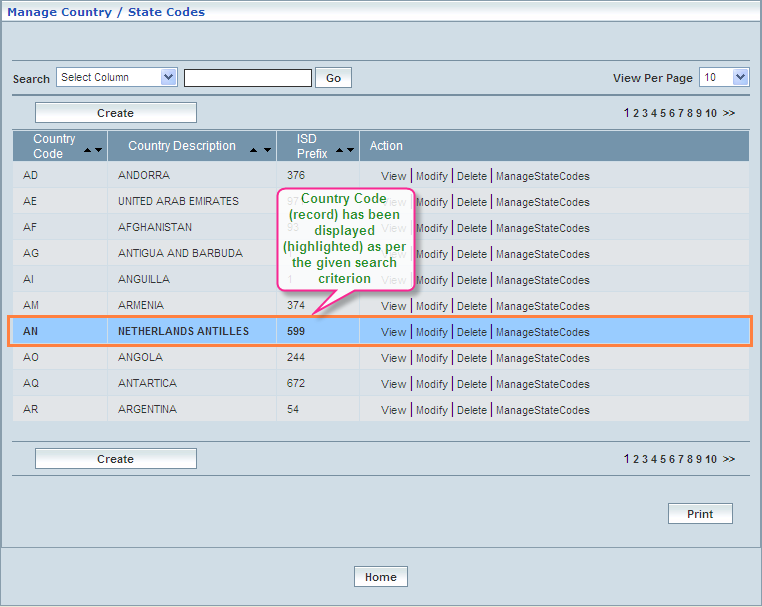 Manage Country / State Codes
Search Select Column Go View Per Page 10
Create 1 2 3 4 5 6 7 8 9 10 >>
Country Code Country Description ISD Prefix Action
AD ANDORRA 376 View Modify Delete ManageStateCodes
AE UNITED ARAB EMIRATES View Modify Delete ManageStateCodes
AF AFGHANISTAN 93 View Modify Delete ManageStateCodes
AG ANTIGUA AND BARBUDA View Modify Delete ManageStateCodes
AI ANGUILLA 1 View Modify Delete ManageStateCodes
AM ARMENIA 374 View Modify Delete ManageStateCodes
AN NETHERLANDS ANTILLES 599 View Modify Delete ManageStateCodes
AO ANGOLA 244 View Modify Delete ManageStateCodes
AQ ANTARTICA 672 View Modify Delete ManageStateCodes
AR ARGENTINA 54 View Modify Delete ManageStateCodes
Country Code
(record) has been
displayed
(highlighted) as per
the given search
criterion
Create 1 2 3 4 5 6 7 8 9 10 >>
Print
Home